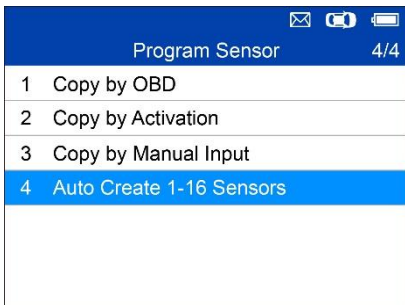 Program Sensor 4/4
1 Copy by OBD
2 Copy by Activation
3 Copy by Manual Input
4 Auto Create 1-16 Sensors